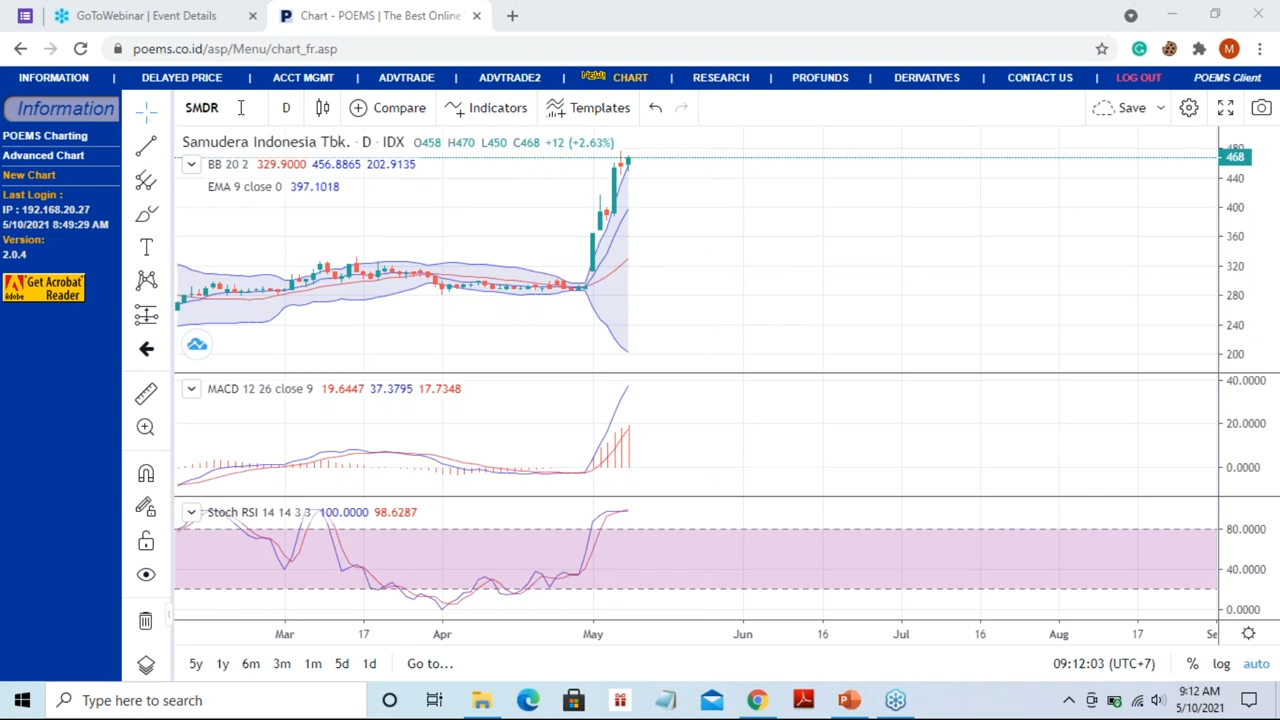 GoToWebinar | Event Details
Chart - POEMS | The Best Online
poems.co.id/asp/Menu/chart_fr.asp
M
INFORMATION | DELAYED PRICE | ACCT MGMT | ADVTRADE | ADVTRADE2 | NEW! CHART | RESEARCH | PROFUNDS | DERIVATIVES | CONTACT US | LOG OUT POEMS Client
Information
POEMS Charting
Advanced Chart
New Chart
Last Login :
IP : 192.168.20.27
5/10/2021 8:49:29 AM
Version:
2.0.4
Get Acrobat
Reader
Adobe
SMDR D Compare Indicators Templates Save
Samudera Indonesia Tbk. · D · IDX O458 H470 L450 C468 +12 (+2.63%)
BB 20 2 329.9000 456.8865 202.9135
EMA 9 close 0 397.1018
480
468
440
400
360
320
280
240
200
MACD 12 26 close 9 19.6447 37.3795 17.7348
40.0000
20.0000
0.0000
Stoch RSI 14 14 3 3 100.0000 98.6287
80.0000
40.0000
0.0000
Mar 17 Apr May Jun 16 Jul 16 Aug 17 Se
5y 1y 6m 3m 1m 5d 1d Go to... 09:12:03 (UTC+7) % log auto
Type here to search
9:12 AM
5/10/2021